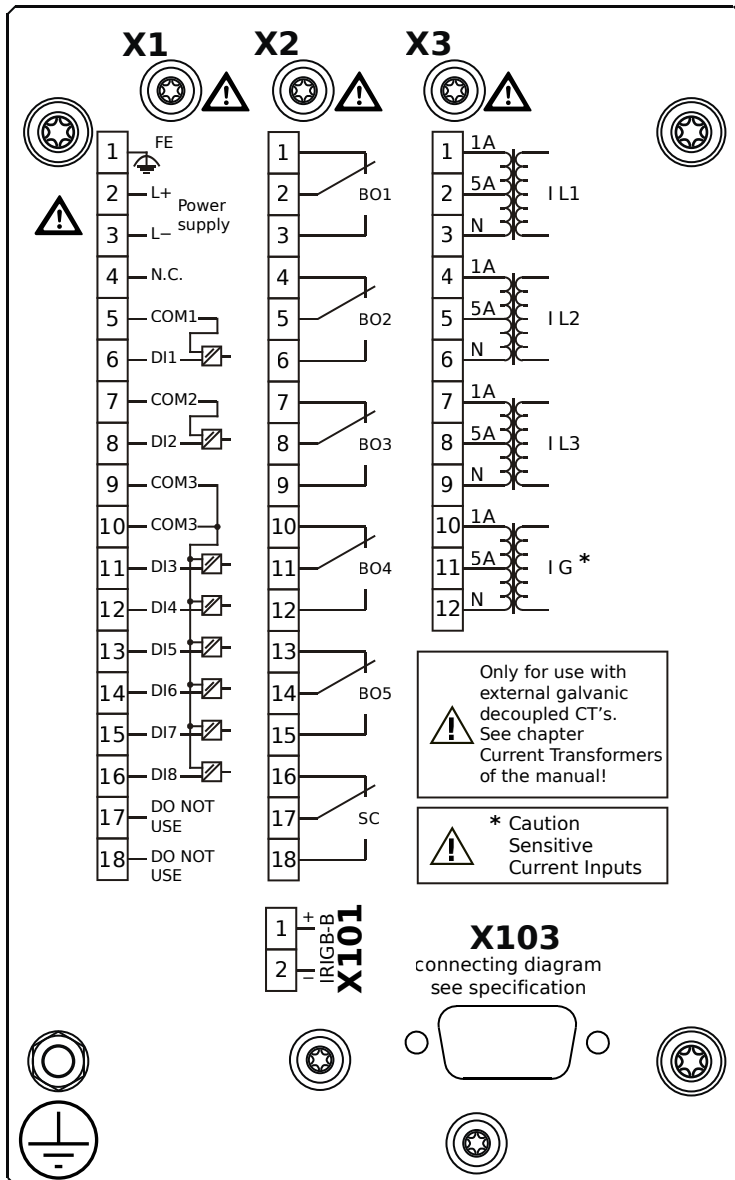 X1
X2
X3
1
FE
2
L+
3
L−
Power
supply
4
N.C.
5
COM1
6
DI1
7
COM2
8
DI2
9
COM3
10
COM3
11
DI3
12
DI4
13
DI5
14
DI6
15
DI7
16
DI8
17
DO NOT
USE
18
DO NOT
USE
1
2
BO1
3
4
5
BO2
6
7
8
BO3
9
10
11
BO4
12
13
14
BO5
15
16
17
SC
18
1
1A
2
5A
I L1
3
N
4
1A
5
5A
I L2
6
N
7
1A
8
5A
I L3
9
N
10
1A
11
5A
I G *
12
N
Only for use with
external galvanic
decoupled CT's.
See chapter
Current Transformers
of the manual!
* Caution
Sensitive
Current Inputs
1
+
2
−
IRIGB-B
X101
X103
connecting diagram
see specification